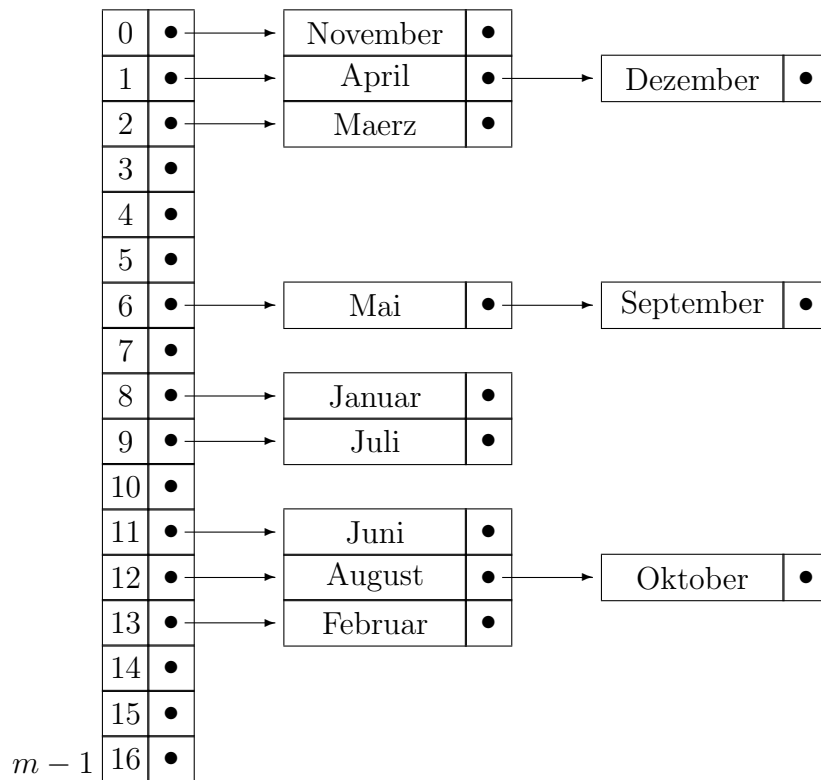 0 November
1 April Dezember
2 Maerz
3
4
5
6 Mai September
7
8 Januar
9 Juli
10
11 Juni
12 August Oktober
13 Februar
14
15
m − 1 16